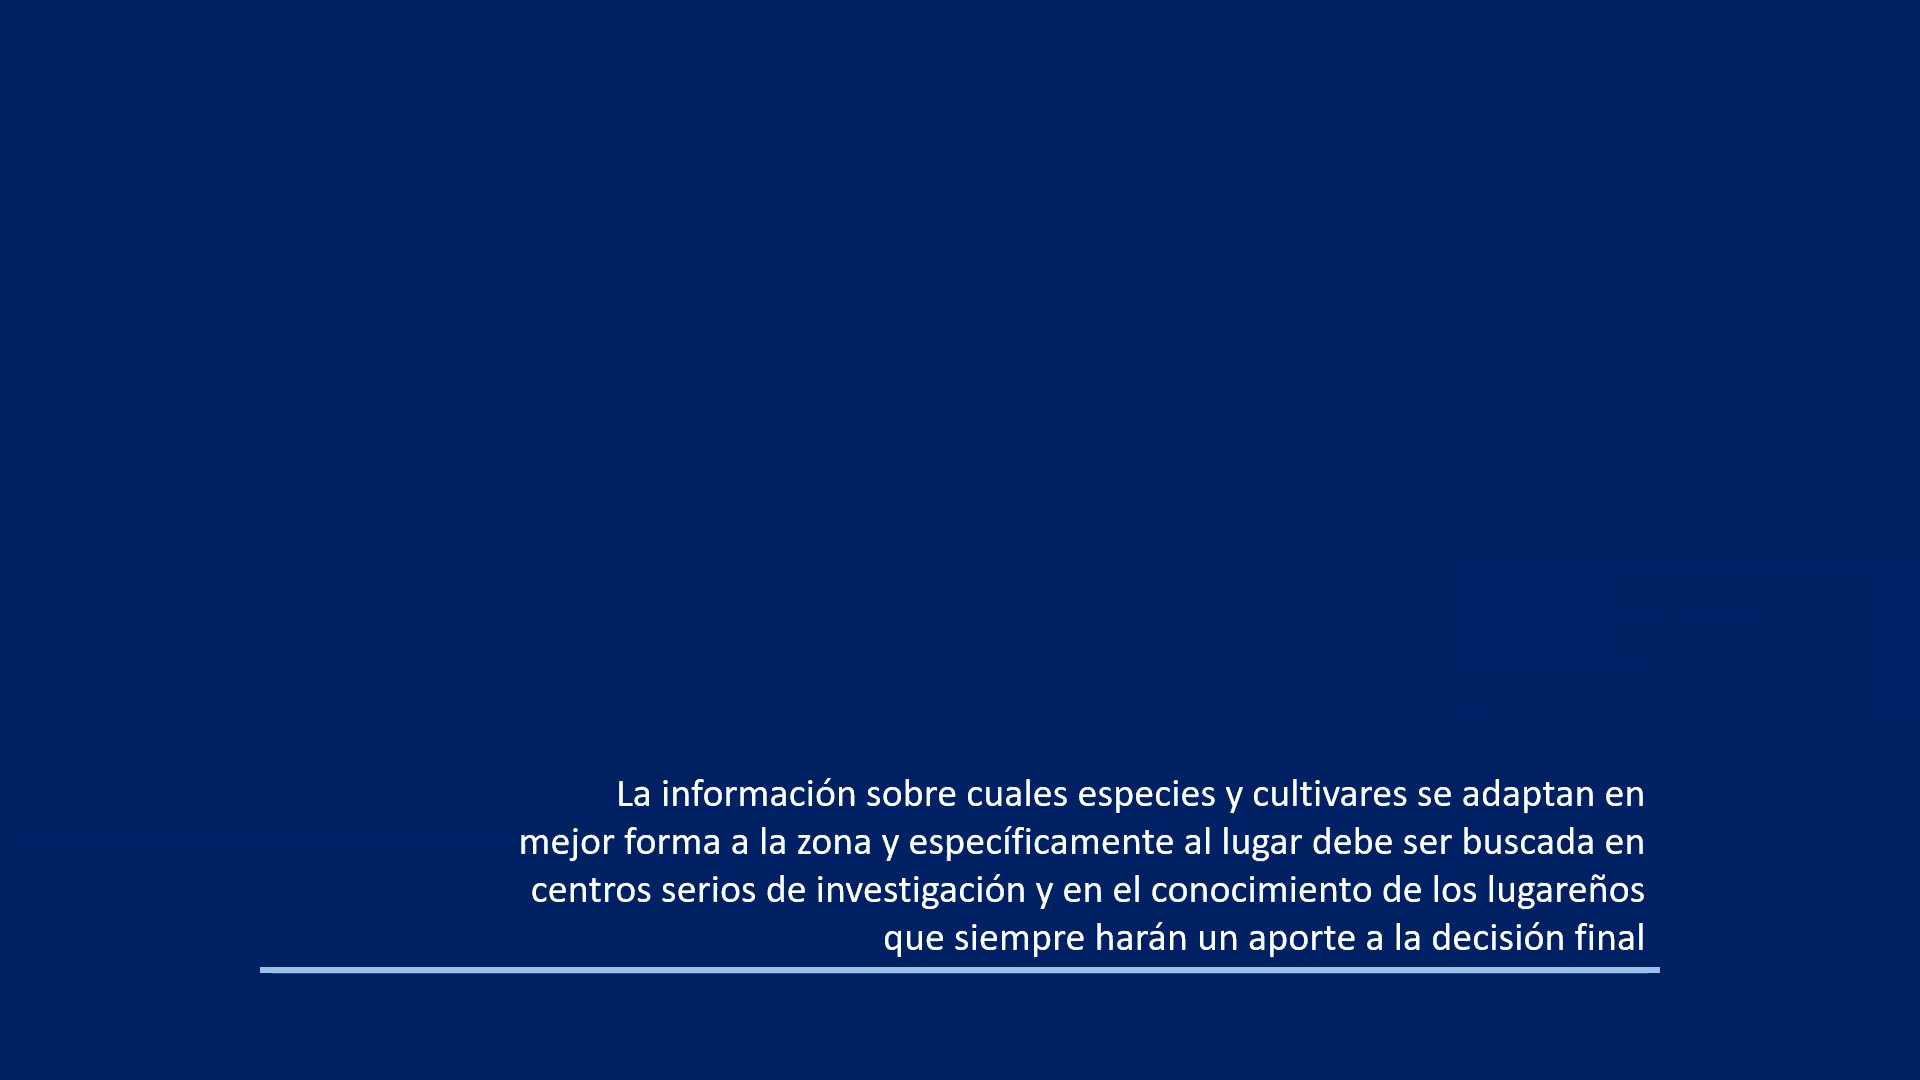 La información sobre cuales especies y cultivares se adaptan en
mejor forma a la zona y específicamente al lugar debe ser buscada en
centros serios de investigación y en el conocimiento de los lugareños
que siempre harán un aporte a la decisión final